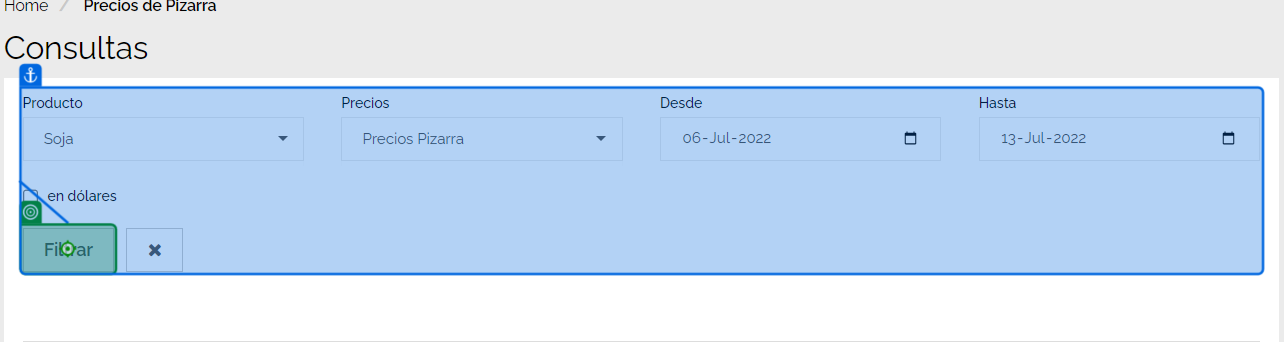 Home / Precios de Pizarra
Consultas
Producto Precios Desde Hasta
Soja Precios Pizarra 06-Jul-2022 13-Jul-2022
en dólares
Filtrar